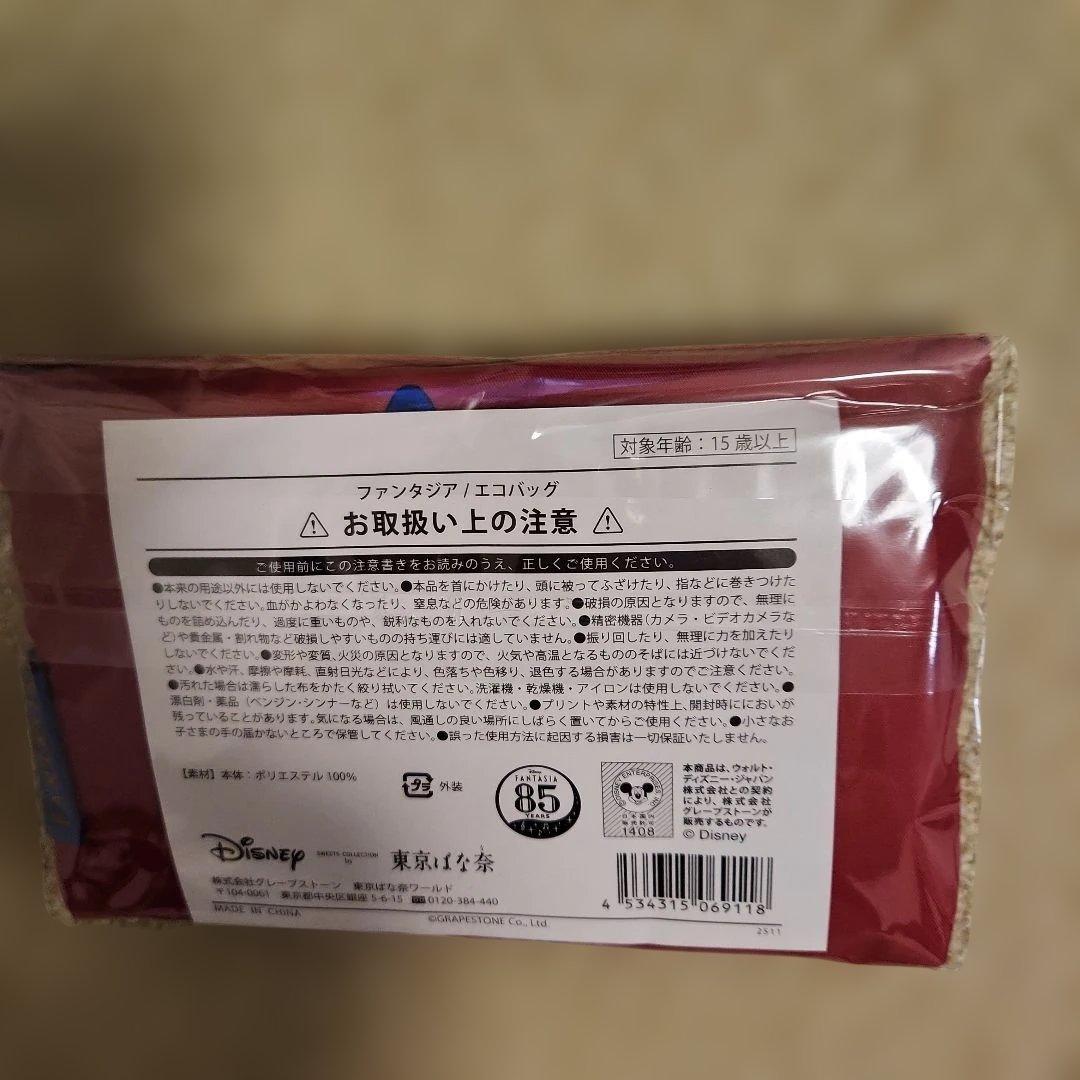 対象年齢：15歳以上
ファンタジア / エコバッグ
お取扱い上の注意
ご使用前にこの注意書きをお読みのうえ、正しくご使用ください。
●本来の用途以外には使用しないでください。●本品を首にかけたり、頭に被ってふざけたり、指などに巻きつけた
りしないでください。血がかよわなくなったり、窒息などの危険があります。●破損の原因となりますので、無理に
ものを詰め込んだり、過度に重いものや、鋭利なものを入れないでください。●精密機器（カメラ・ビデオカメラな
ど）や貴金属・割れ物など破損しやすいものの持ち運びには適していません。●振り回したり、無理に力を加えたり
しないでください。●変形や変質、火災の原因となりますので、火気や高温となるもののそばには近づけないでくだ
さい。●水や汗、摩擦や摩耗、直射日光などにより、色落ちや色移り、退色する場合がありますのでご注意ください。
●汚れた場合は濡らした布をかたく絞り拭いてください。洗濯機・乾燥機・アイロンは使用しないでください。●
漂白剤・薬品（ベンジン・シンナーなど）は使用しないでください。●プリントや素材の特性上、開封時ににおいが
残っていることがあります。気になる場合は、風通しの良い場所にしばらく置いてからご使用ください。●小さなお
子さまの手の届かないところで保管してください。●誤った使用方法に起因する損害は一切保証いたしません。
【素材】本体：ポリエステル 100%
プラ 外装
Disney
FANTASIA
85
YEARS
DISNEY ENTERPRISES, INC.
日本国内
販売許可
1408
本商品は、ウォルト・
ディズニー・ジャパン
株式会社との契約
により、株式会社
グレープストーンが
販売するものです。
© Disney
Disney SWEETS COLLECTION by 東京ばな奈
株式会社グレープストーン 東京ばな奈ワールド
〒104-0061 東京都中央区銀座 5-6-15 0120-384-440
MADE IN CHINA
©GRAPESTONE Co., Ltd.
4 534315 069118
2511